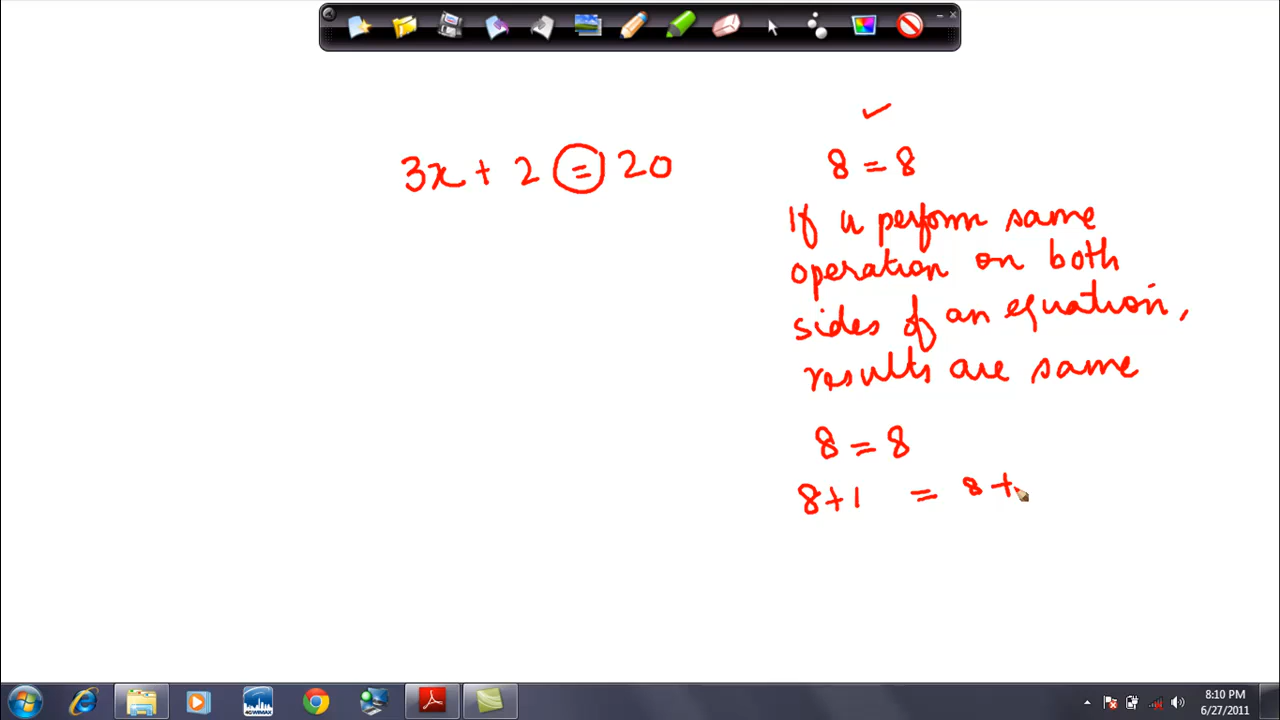 3x + 2 = 20
8 = 8
If u perform same
operation on both
sides of an equation,
results are same
8 = 8
8+1 = 8+
8:10 PM
6/27/2011